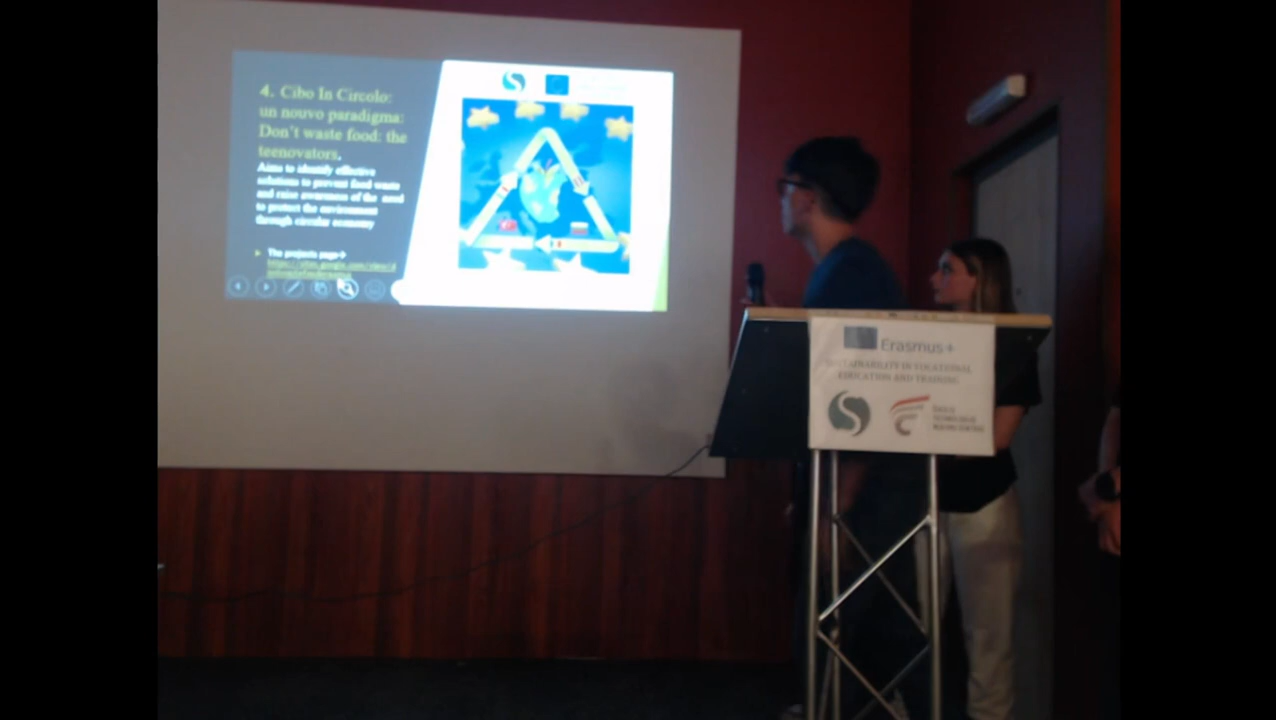 4. Cibo In Circolo:
un nouvo paradigma:
Don't waste food: the
teenovators.
Aims to identify effective
solutions to prevent food waste
and raise awareness of the need
to protect the environment
through circular economy
The projects page
Erasmus+
SUSTAINABILITY IN VOCATIONAL
EDUCATION AND TRAINING